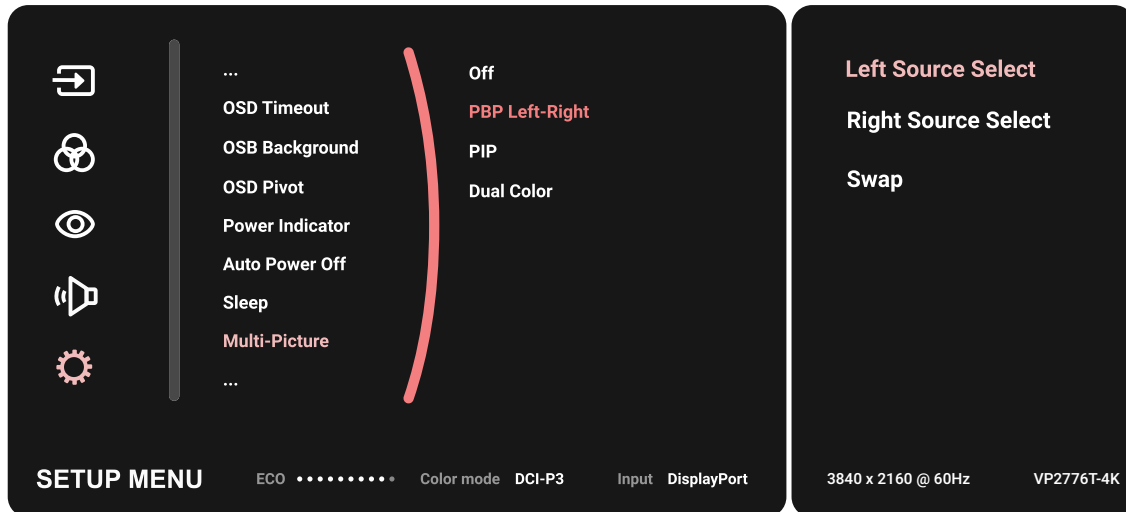 ...
OSD Timeout
OSB Background
OSD Pivot
Power Indicator
Auto Power Off
Sleep
Multi-Picture
...
Off
PBP Left-Right
PIP
Dual Color
Left Source Select
Right Source Select
Swap
SETUP MENU
ECO
Color mode DCI-P3
Input DisplayPort
3840 x 2160 @ 60Hz
VP2776T-4K